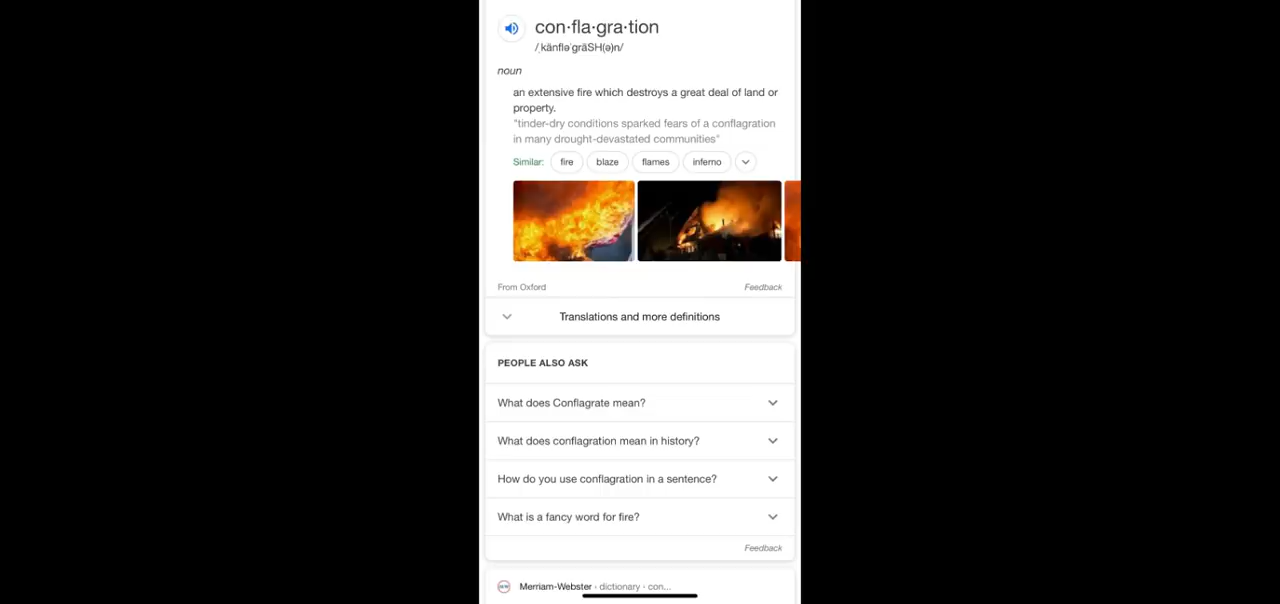 con·fla·gra·tion
/ˌkänfləˈɡrāSH(ə)n/
noun
an extensive fire which destroys a great deal of land or
property.
"tinder-dry conditions sparked fears of a conflagration
in many drought-devastated communities"
Similar: fire blaze flames inferno
From Oxford Feedback
Translations and more definitions
PEOPLE ALSO ASK
What does Conflagrate mean?
What does conflagration mean in history?
How do you use conflagration in a sentence?
What is a fancy word for fire?
Feedback
Merriam-Webster · dictionary · con...